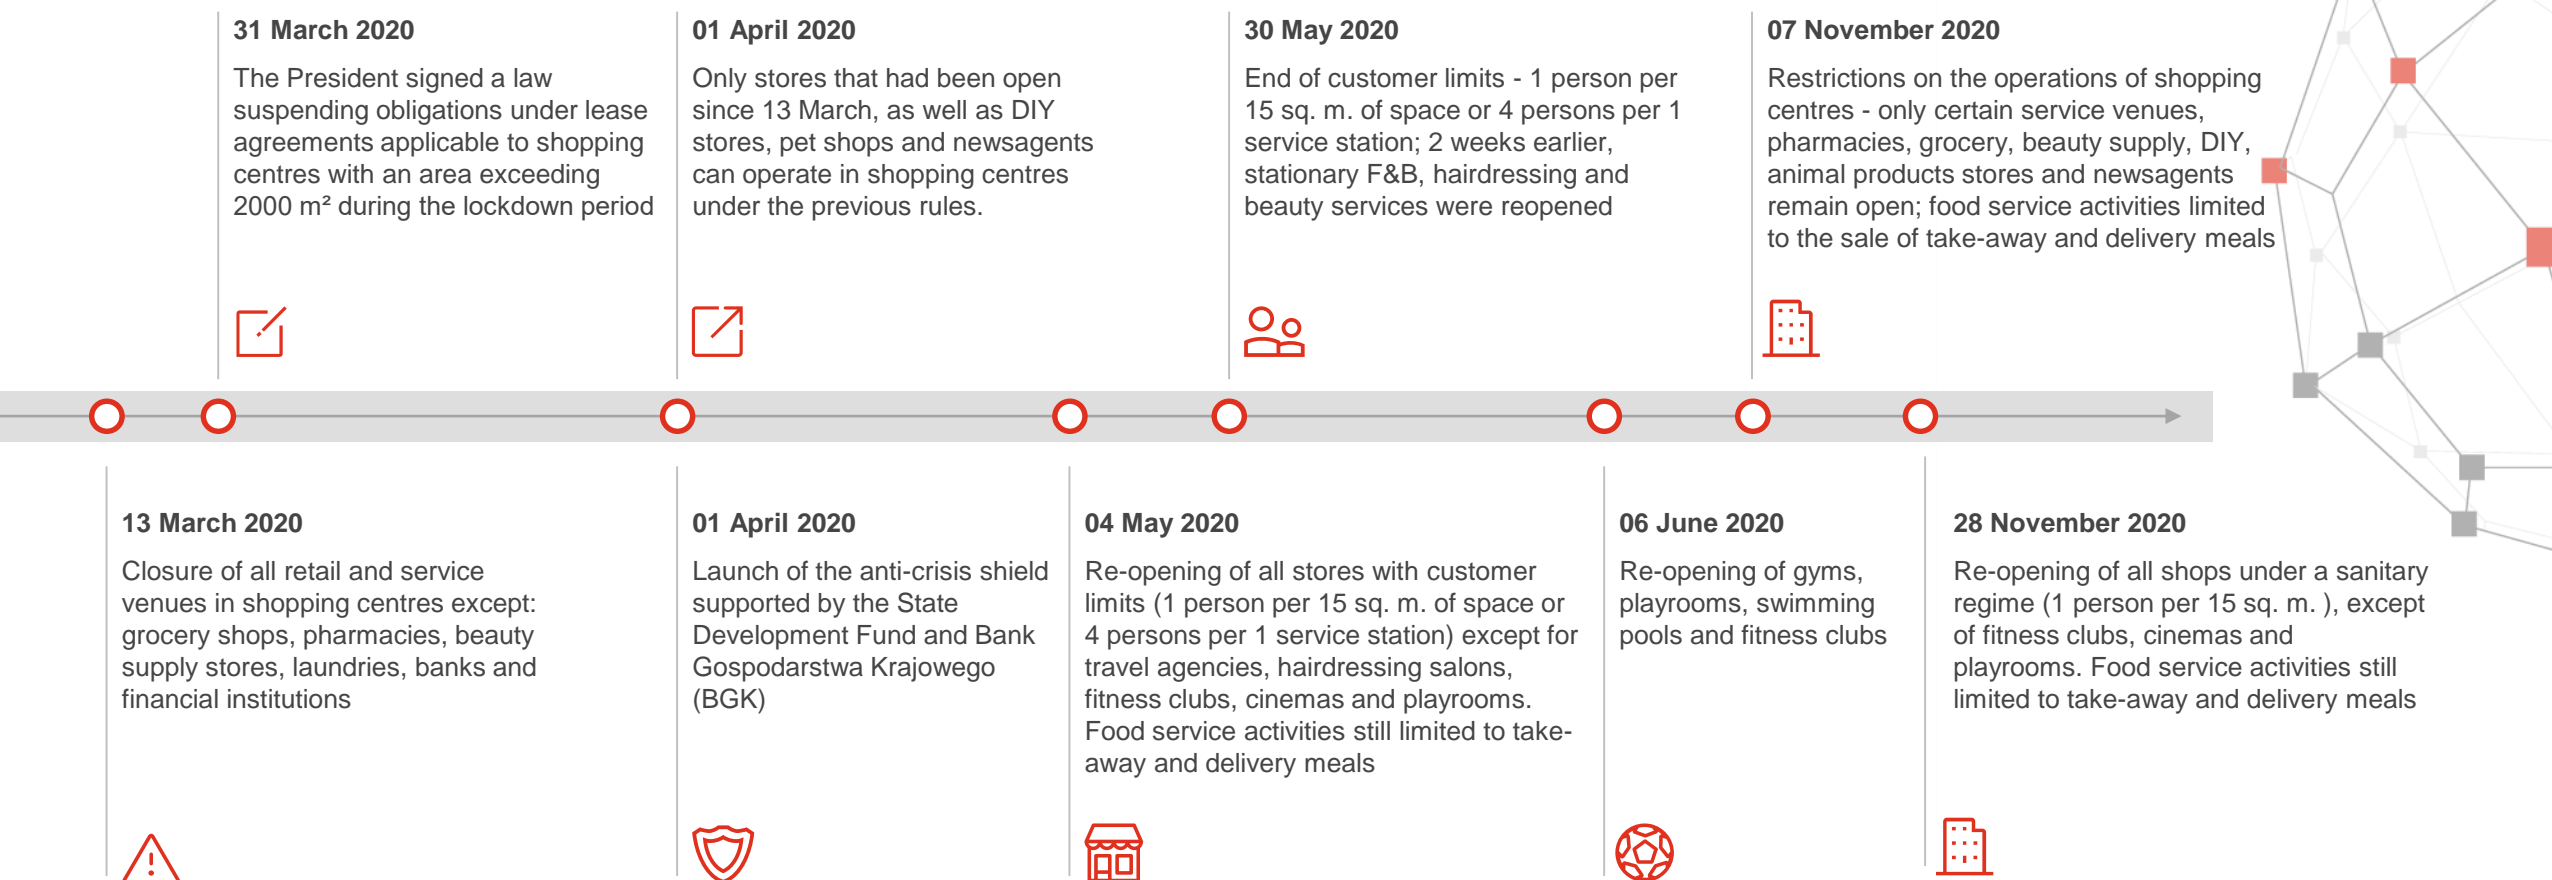 31 March 2020
The President signed a law
suspending obligations under lease
agreements applicable to shopping
centres with an area exceeding
2000 m² during the lockdown period
01 April 2020
Only stores that had been open
since 13 March, as well as DIY
stores, pet shops and newsagents
can operate in shopping centres
under the previous rules.
30 May 2020
End of customer limits - 1 person per
15 sq. m. of space or 4 persons per 1
service station; 2 weeks earlier,
stationary F&B, hairdressing and
beauty services were reopened
07 November 2020
Restrictions on the operations of shopping
centres - only certain service venues,
pharmacies, grocery, beauty supply, DIY,
animal products stores and newsagents
remain open; food service activities limited
to the sale of take-away and delivery meals
13 March 2020
Closure of all retail and service
venues in shopping centres except:
grocery shops, pharmacies, beauty
supply stores, laundries, banks and
financial institutions
01 April 2020
Launch of the anti-crisis shield
supported by the State
Development Fund and Bank
Gospodarstwa Krajowego
(BGK)
04 May 2020
Re-opening of all stores with customer
limits (1 person per 15 sq. m. of space or
4 persons per 1 service station) except for
travel agencies, hairdressing salons,
fitness clubs, cinemas and playrooms.
Food service activities still limited to take-
away and delivery meals
06 June 2020
Re-opening of gyms,
playrooms, swimming
pools and fitness clubs
28 November 2020
Re-opening of all shops under a sanitary
regime (1 person per 15 sq. m. ), except
of fitness clubs, cinemas and
playrooms. Food service activities still
limited to take-away and delivery meals